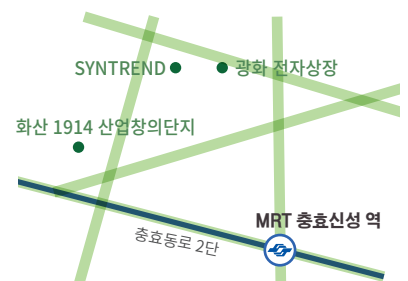 SYNTREND
광화 전자상장
화산 1914 산업창의단지
MRT 충효신성 역
충효동로 2단